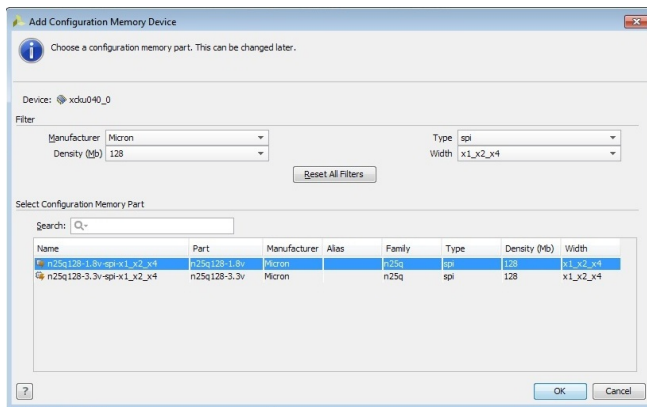 Add Configuration Memory Device
Choose a configuration memory part. This can be changed later.
Device: xcku040_0
Filter
Manufacturer Micron Type spi
Density (Mb) 128 Width x1_x2_x4
Reset All Filters
Select Configuration Memory Part
Search:
Name Part Manufacturer Alias Family Type Density (Mb) Width
n25q128-1.8v-spi-x1_x2_x4 n25q128-1.8v Micron n25q spi 128 x1_x2_x4
n25q128-3.3v-spi-x1_x2_x4 n25q128-3.3v Micron n25q spi 128 x1_x2_x4
? OK Cancel